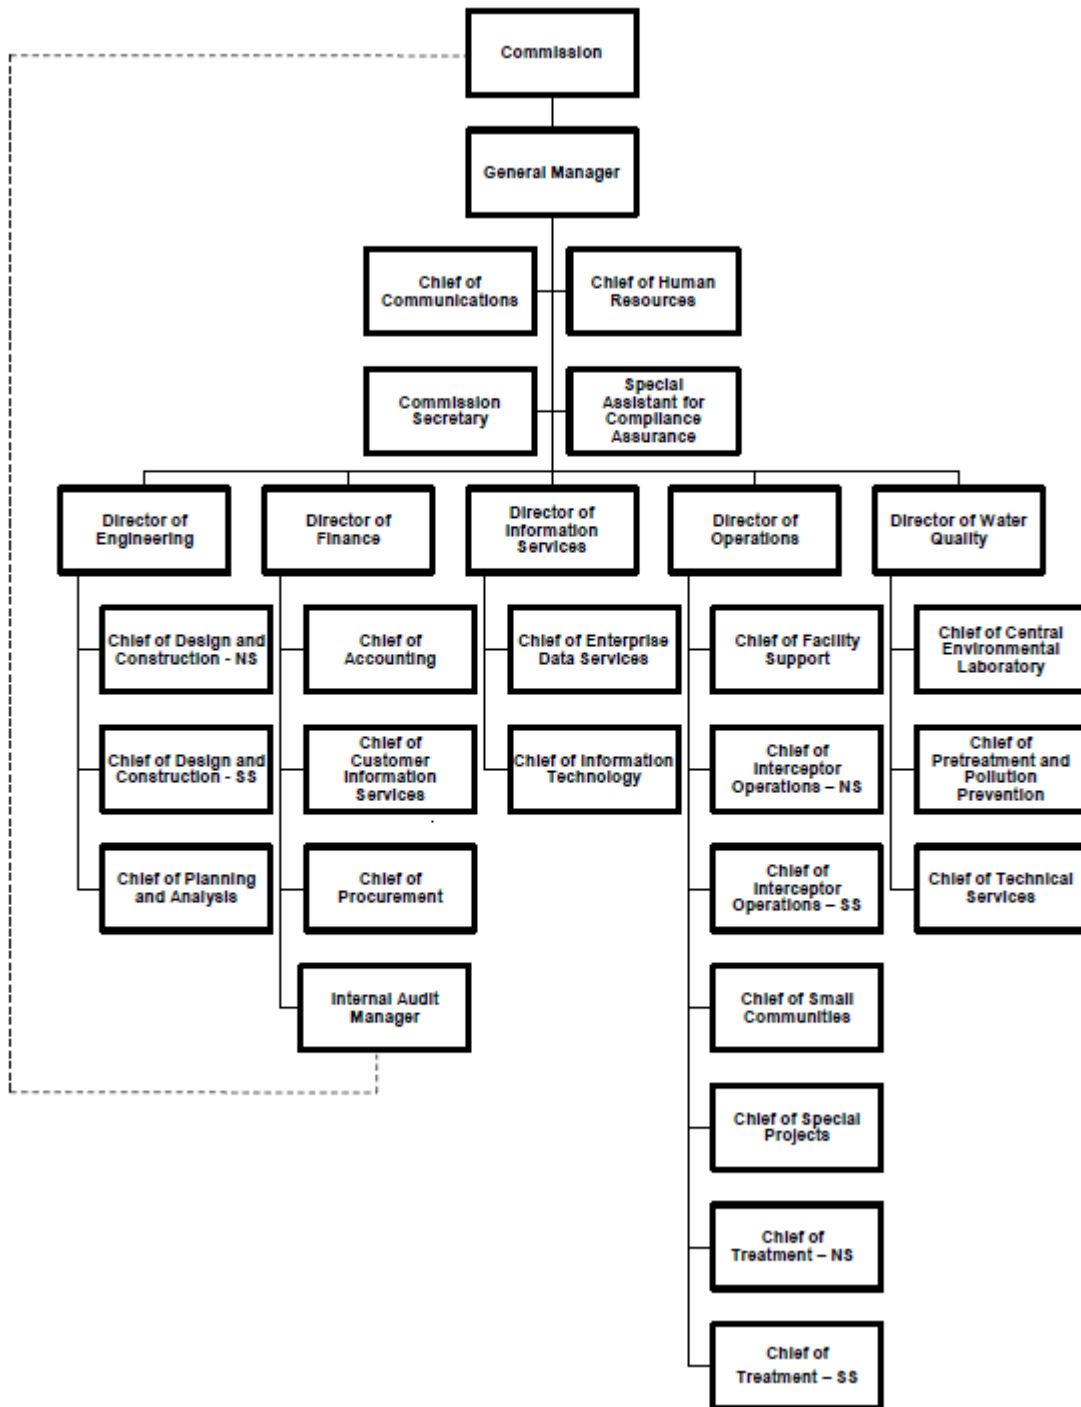 Commission
General Manager
Chief of
Communications
Chief of Human
Resources
Commission
Secretary
Special
Assistant for
Compliance
Assurance
Director of
Engineering
Director of
Finance
Director of
Information
Services
Director of
Operations
Director of Water
Quality
Chief of Design and
Construction - NS
Chief of
Accounting
Chief of Enterprise
Data Services
Chief of Facility
Support
Chief of Central
Environmental
Laboratory
Chief of Design and
Construction - SS
Chief of
Customer
Information
Services
Chief of Information
Technology
Chief of
Interceptor
Operations – NS
Chief of
Pretreatment and
Pollution
Prevention
Chief of Planning
and Analysis
Chief of
Procurement
Chief of
Interceptor
Operations – SS
Chief of Technical
Services
Internal Audit
Manager
Chief of Small
Communities
Chief of Special
Projects
Chief of
Treatment – NS
Chief of
Treatment – SS